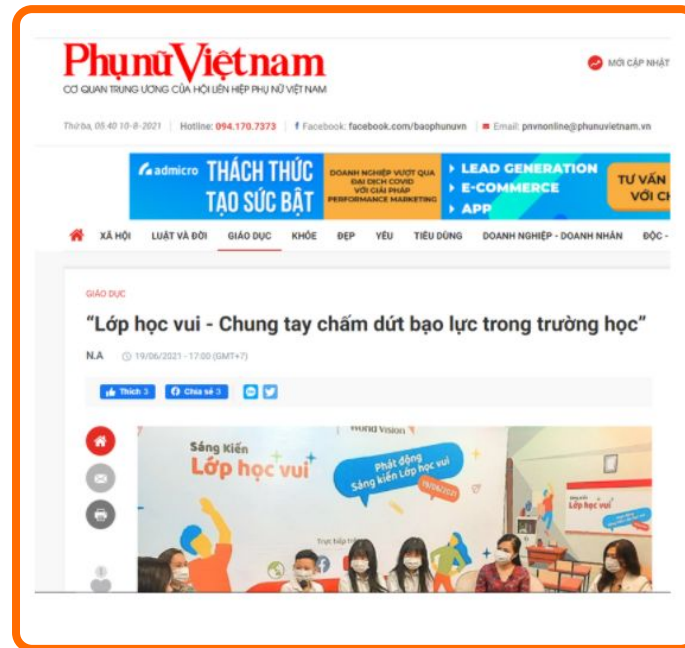 PhụnữViệtnam
CƠ QUAN TRUNG ƯƠNG CỦA HỘI LIÊN HIỆP PHỤ NỮ VIỆT NAM
MỚI CẬP NHẬT
Thứ ba, 05:40 10-8-2021 Hotline: 094.170.7373 Facebook: facebook.com/baophunuvn Email: pnvnonline@phunuvietnam.vn
admicro THÁCH THỨC TẠO SỨC BẬT
DOANH NGHIỆP VƯỢT QUA
ĐẠI DỊCH COVID
VỚI GIẢI PHÁP
PERFORMANCE MARKETING
LEAD GENERATION
E-COMMERCE
APP
TƯ VẤN
VỚI
XÃ HỘI LUẬT VÀ ĐỜI GIÁO DỤC KHỎE ĐẸP YÊU TIÊU DÙNG DOANH NGHIỆP - DOANH NHÂN ĐỘC -
GIÁO DỤC
“Lớp học vui - Chung tay chấm dứt bạo lực trong trường học”
N.A 19/06/2021 - 17:00 (GMT+7)
Thích 3 Chia sẻ 3
World Vision
Sáng Kiến
Lớp học vui
Phát động
Sáng kiến Lớp học vui
19/06/2021
Lớp học vui
Trực tiếp